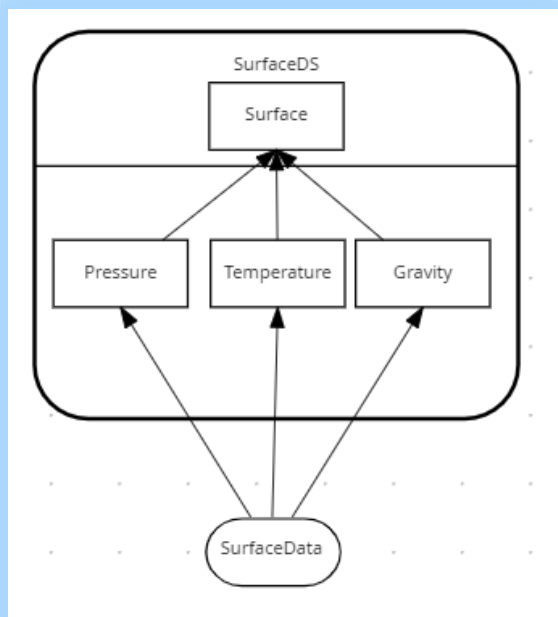 SurfaceDS
Surface
Pressure
Temperature
Gravity
SurfaceData